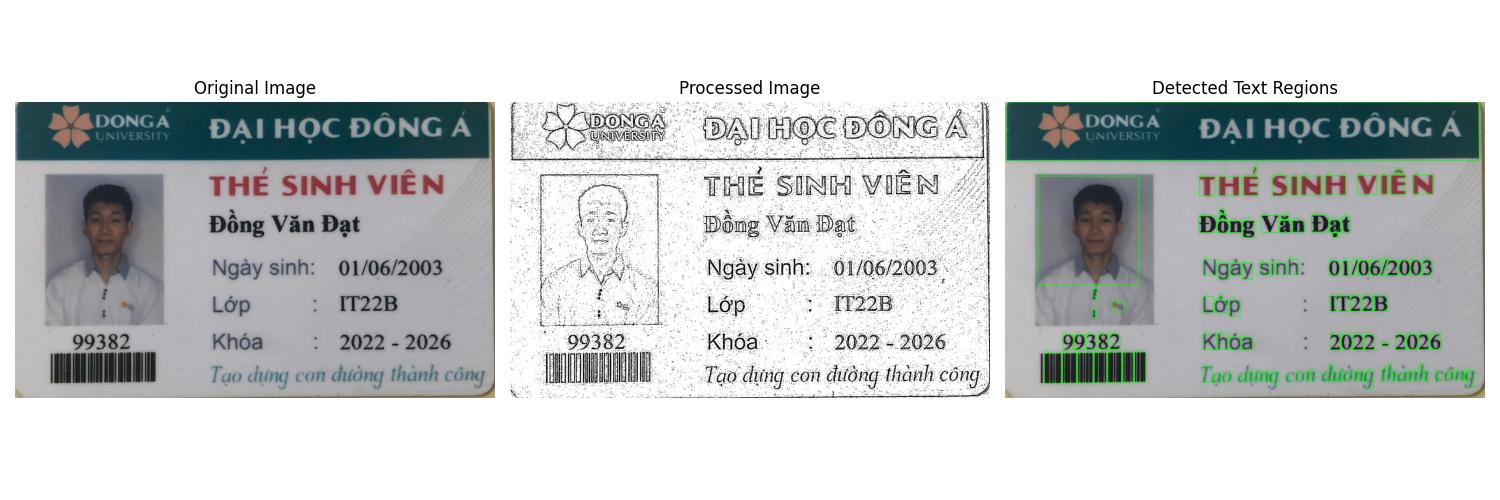 Original Image
DONG A
UNIVERSITY
ĐẠI HỌC ĐÔNG Á
THẺ SINH VIÊN
Đồng Văn Đạt
Ngày sinh: 01/06/2003
Lớp : IT22B
99382
Khóa : 2022 - 2026
Tạo dựng con đường thành công
Processed Image
DONG A
UNIVERSITY
ĐẠI HỌC ĐÔNG Á
THẺ SINH VIÊN
Đồng Văn Đạt
Ngày sinh: 01/06/2003
Lớp : IT22B
99382
Khóa : 2022 - 2026
Tạo dựng con đường thành công
Detected Text Regions
DONG A
UNIVERSITY
ĐẠI HỌC ĐÔNG Á
THẺ SINH VIÊN
Đồng Văn Đạt
Ngày sinh: 01/06/2003
Lớp : IT22B
99382
Khóa : 2022 - 2026
Tạo dựng con đường thành công